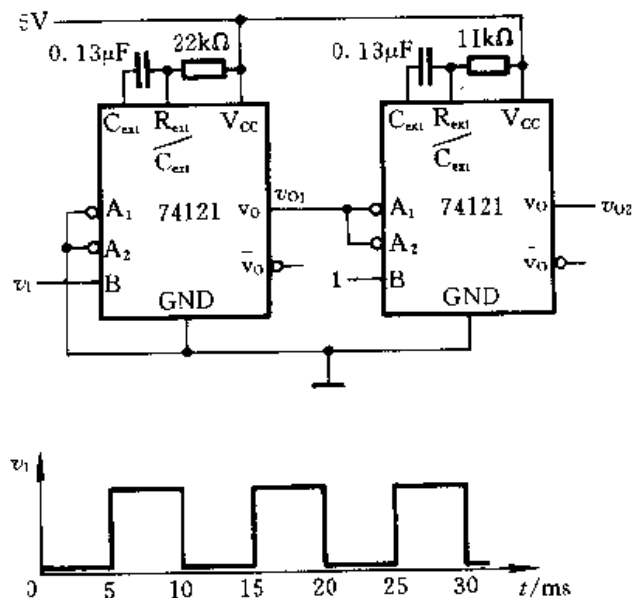 5V
0.13μF 22kΩ 0.13μF 11kΩ
Cext Rext VCC Cext Rext VCC
Cext Cext
A1 74121 vO vO1 A1 74121 vO vO2
A2 A2
v̄O v̄O
vI B 1 B
GND GND
vI
0 5 10 15 20 25 30 t/ms